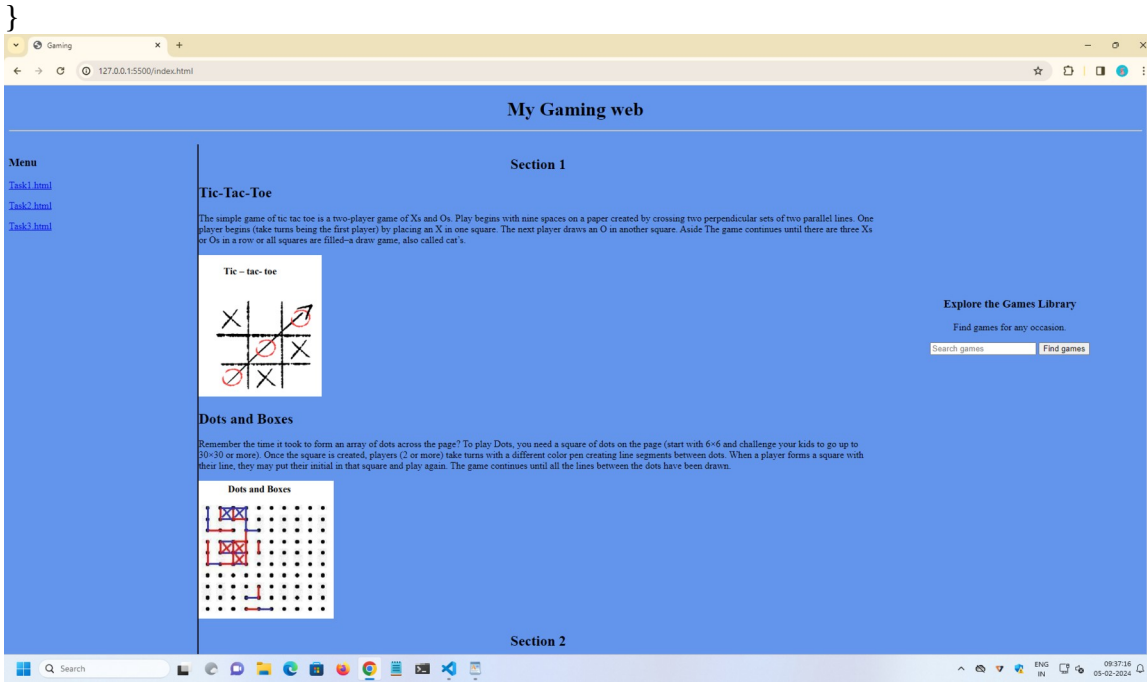 }
Gaming
127.0.0.1:5500/index.html
My Gaming web
Menu
Task1.html
Task2.html
Task3.html
Section 1
Tic-Tac-Toe
The simple game of tic tac toe is a two-player game of Xs and Os. Play begins with nine spaces on a paper created by crossing two perpendicular sets of two parallel lines. One
player begins (take turns being the first player) by placing an X in one square. The next player draws an O in another square. Aside The game continues until there are three Xs
or Os in a row or all squares are filled–a draw game, also called cat’s.
Tic – tac- toe
Dots and Boxes
Remember the time it took to form an array of dots across the page? To play Dots, you need a square of dots on the page (start with 6×6 and challenge your kids to go up to
30×30 or more). Once the square is created, players (2 or more) take turns with a different color pen creating line segments between dots. When a player forms a square with
their line, they may put their initial in that square and play again. The game continues until all the lines between the dots have been drawn.
Dots and Boxes
Section 2
Explore the Games Library
Find games for any occasion.
Search games
Find games
Search
ENG
IN
09:37:16
05-02-2024